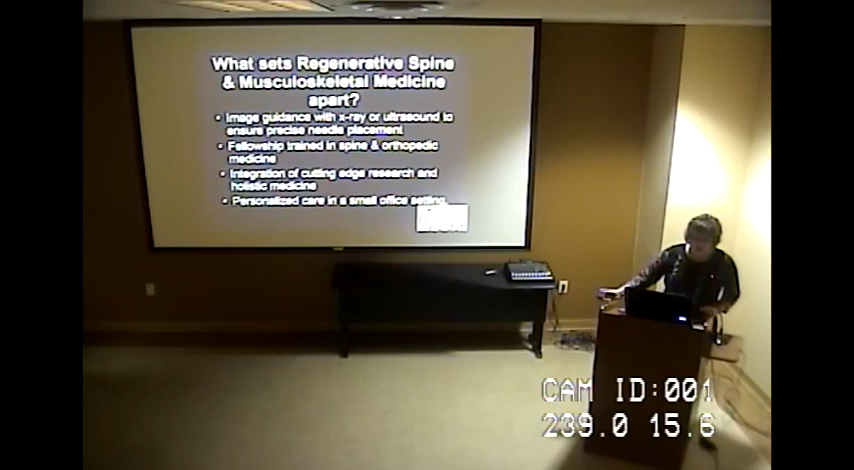 What sets Regenerative Spine
& Musculoskeletal Medicine
apart?
• Image guidance with x-ray or ultrasound to
ensure precise needle placement
• Fellowship trained in spine & orthopedic
medicine
• Integration of cutting edge research and
holistic medicine
• Personalized care in a small office setting
CAM ID:001
239.0 15.6